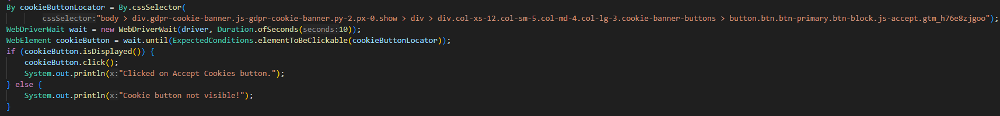 By cookieButtonLocator = By.cssSelector(
cssSelector:"body > div.gdpr-cookie-banner.js-gdpr-cookie-banner.py-2.px-0.show > div > div.col-xs-12.col-sm-5.col-md-4.col-lg-3.cookie-banner-buttons > button.btn.btn-primary.btn-block.js-accept.gtm_h76e8zjgoo");
WebDriverWait wait = new WebDriverWait(driver, Duration.ofSeconds(seconds:10));
WebElement cookieButton = wait.until(ExpectedConditions.elementToBeClickable(cookieButtonLocator));
if (cookieButton.isDisplayed()) {
cookieButton.click();
System.out.println(x:"Clicked on Accept Cookies button.");
} else {
System.out.println(x:"Cookie button not visible!");
}